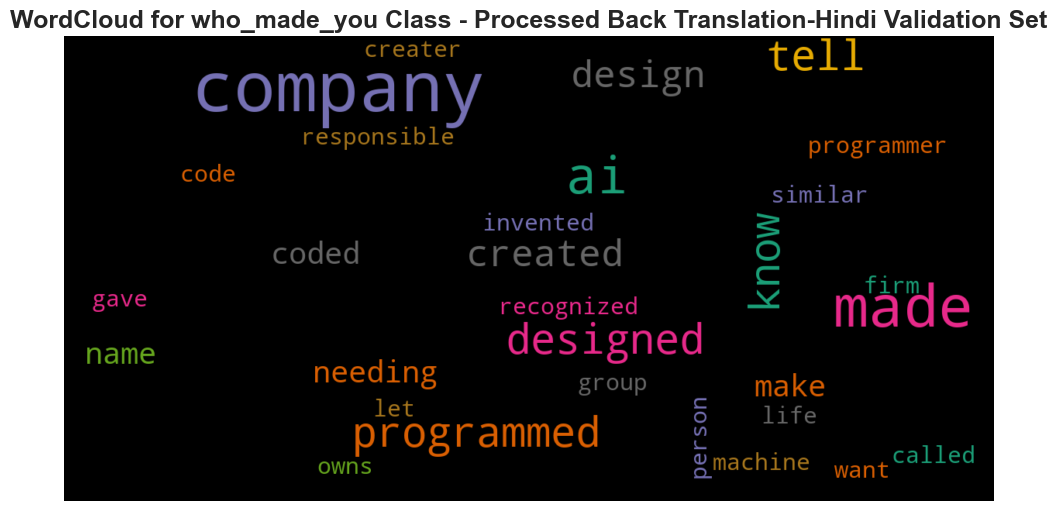 WordCloud for who_made_you Class - Processed Back Translation-Hindi Validation Set
creater
tell
company
design
responsible
programmer
code
ai
similar
invented
know
coded
created
gave
recognized
firm
made
designed
name
needing
group
make
let
life
programmed
person
owns
machine
want
called